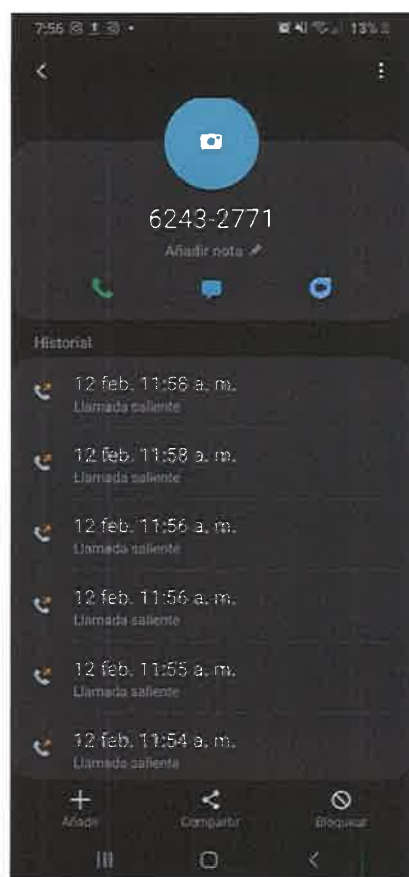 7:56 13%
6243-2771
Añadir nota
Historial
12 feb. 11:58 a. m.
Llamada saliente
12 feb. 11:58 a. m.
Llamada saliente
12 feb. 11:56 a. m.
Llamada saliente
12 feb. 11:56 a. m.
Llamada saliente
12 feb. 11:55 a. m.
Llamada saliente
12 feb. 11:54 a. m.
Llamada saliente
Añadir Compartir Bloquear